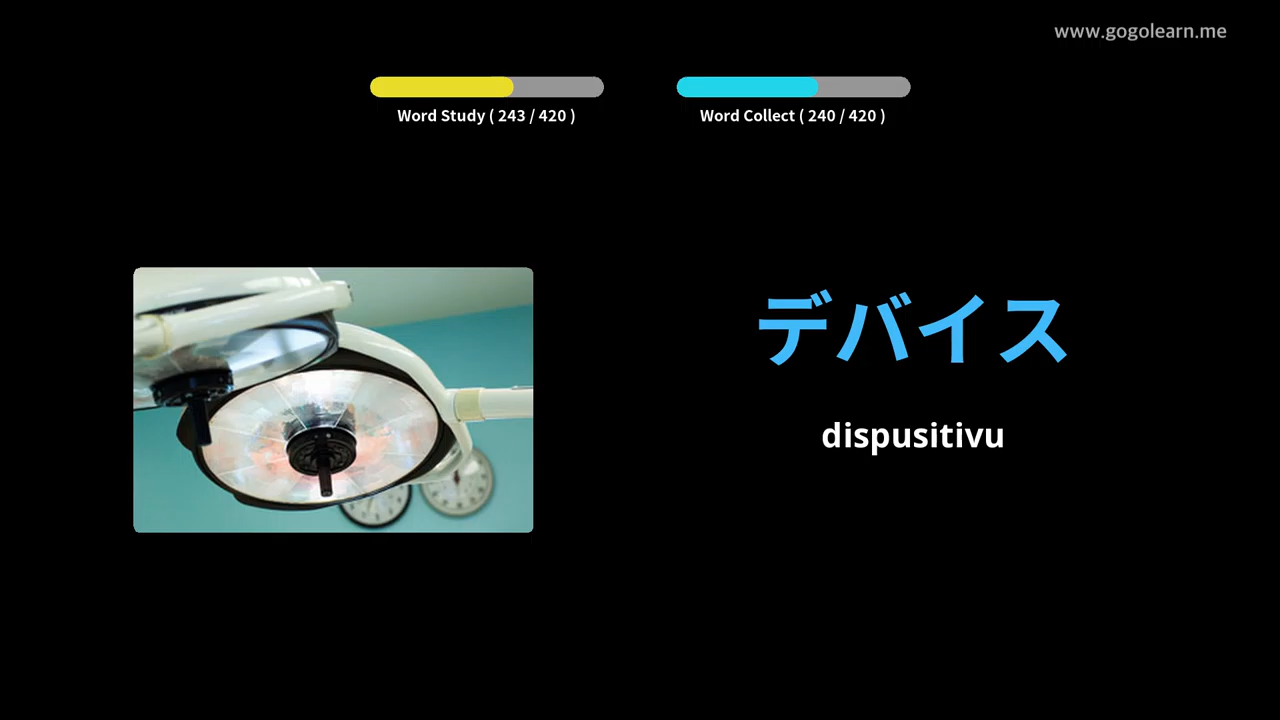 www.gogolearn.me
Word Study ( 243 / 420 )
Word Collect ( 240 / 420 )
デバイス
dispusitivu